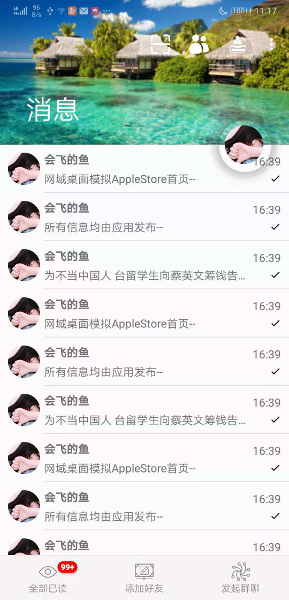 96
B/s
100
11:17
消息
会飞的鱼
16:39
网域桌面模拟AppleStore首页--
会飞的鱼
16:39
所有信息均由应用发布--
会飞的鱼
16:39
为不当中国人 台留学生向蔡英文筹钱告...
会飞的鱼
16:39
网域桌面模拟AppleStore首页--
会飞的鱼
16:39
所有信息均由应用发布--
会飞的鱼
16:39
为不当中国人 台留学生向蔡英文筹钱告...
会飞的鱼
16:39
网域桌面模拟AppleStore首页--
会飞的鱼
16:39
所有信息均由应用发布--
会飞的鱼
16:39
99+
全部已读
添加好友
发起群聊